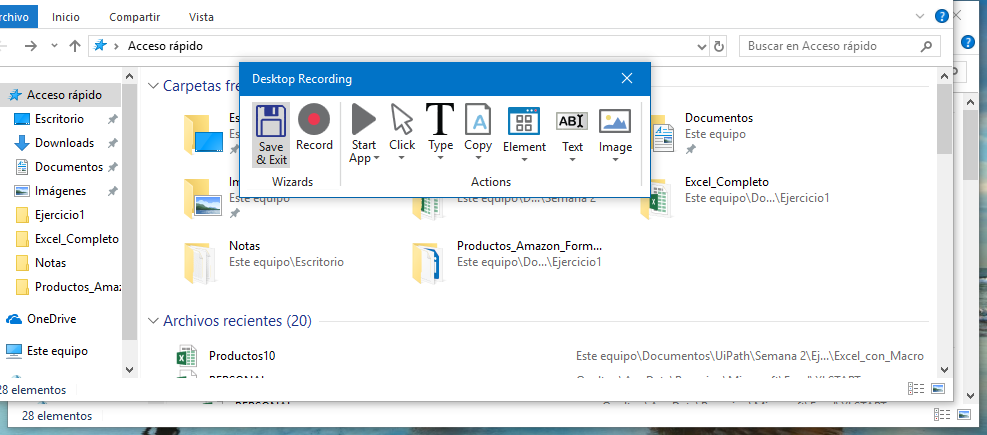 rchivo Inicio Compartir Vista
Acceso rápido
Buscar en Acceso rápido
Desktop Recording
Save & Exit
Record
Start App
Click
Type
Copy
Element
Text
Image
Wizards
Actions
Acceso rápido
Escritorio
Downloads
Documentos
Imágenes
Ejercicio1
Excel_Completo
Notas
Productos_Ama
OneDrive
Este equipo
Carpetas fre
Es
Este
Documentos
Este equipo
Im
Este equipo
Este equipo\D...\Semana 2
Excel_Completo
Este equipo\Do...\Ejercicio1
Notas
Este equipo\Escritorio
Productos_Amazon_Form...
Este equipo\Do...\Ejercicio1
Archivos recientes (20)
Productos10
Este equipo\Documentos\UiPath\Semana 2\Ej...\Excel_con_Macro
PERSONAL
28 elementos
PERSONAL
28 elementos